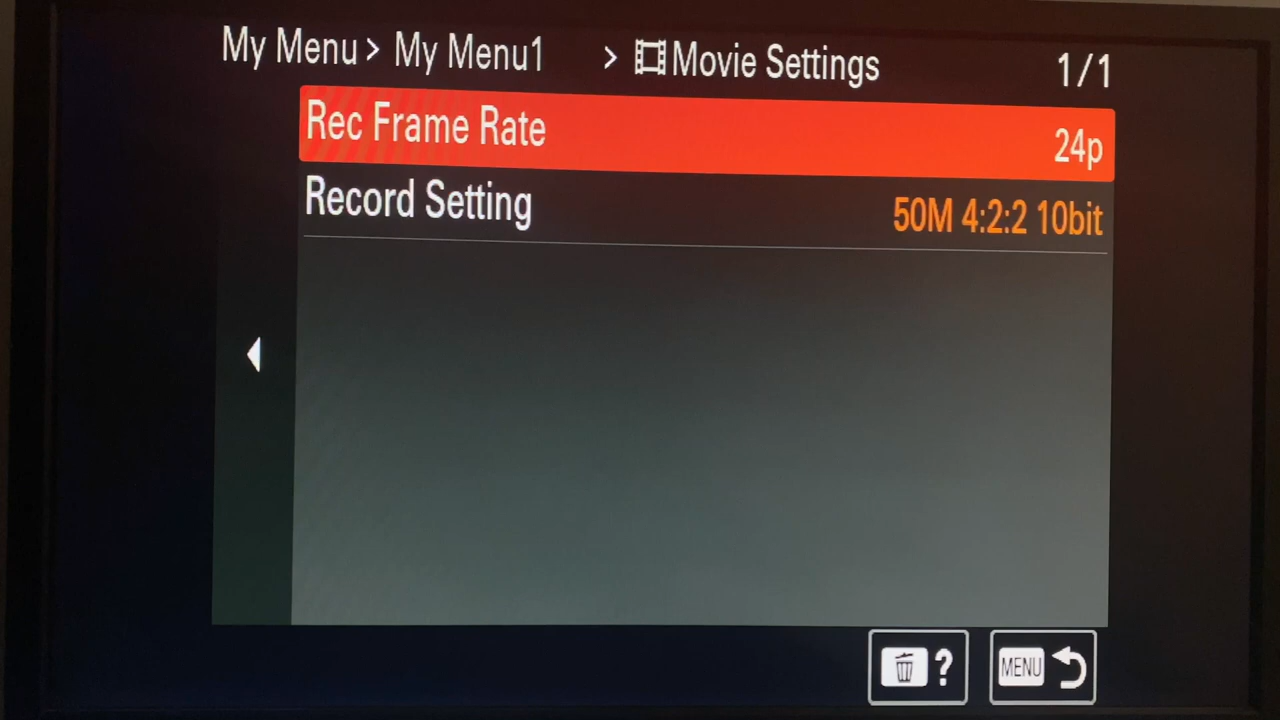 My Menu > My Menu1 > Movie Settings 1/1
Rec Frame Rate 24p
Record Setting 50M 4:2:2 10bit
? MENU